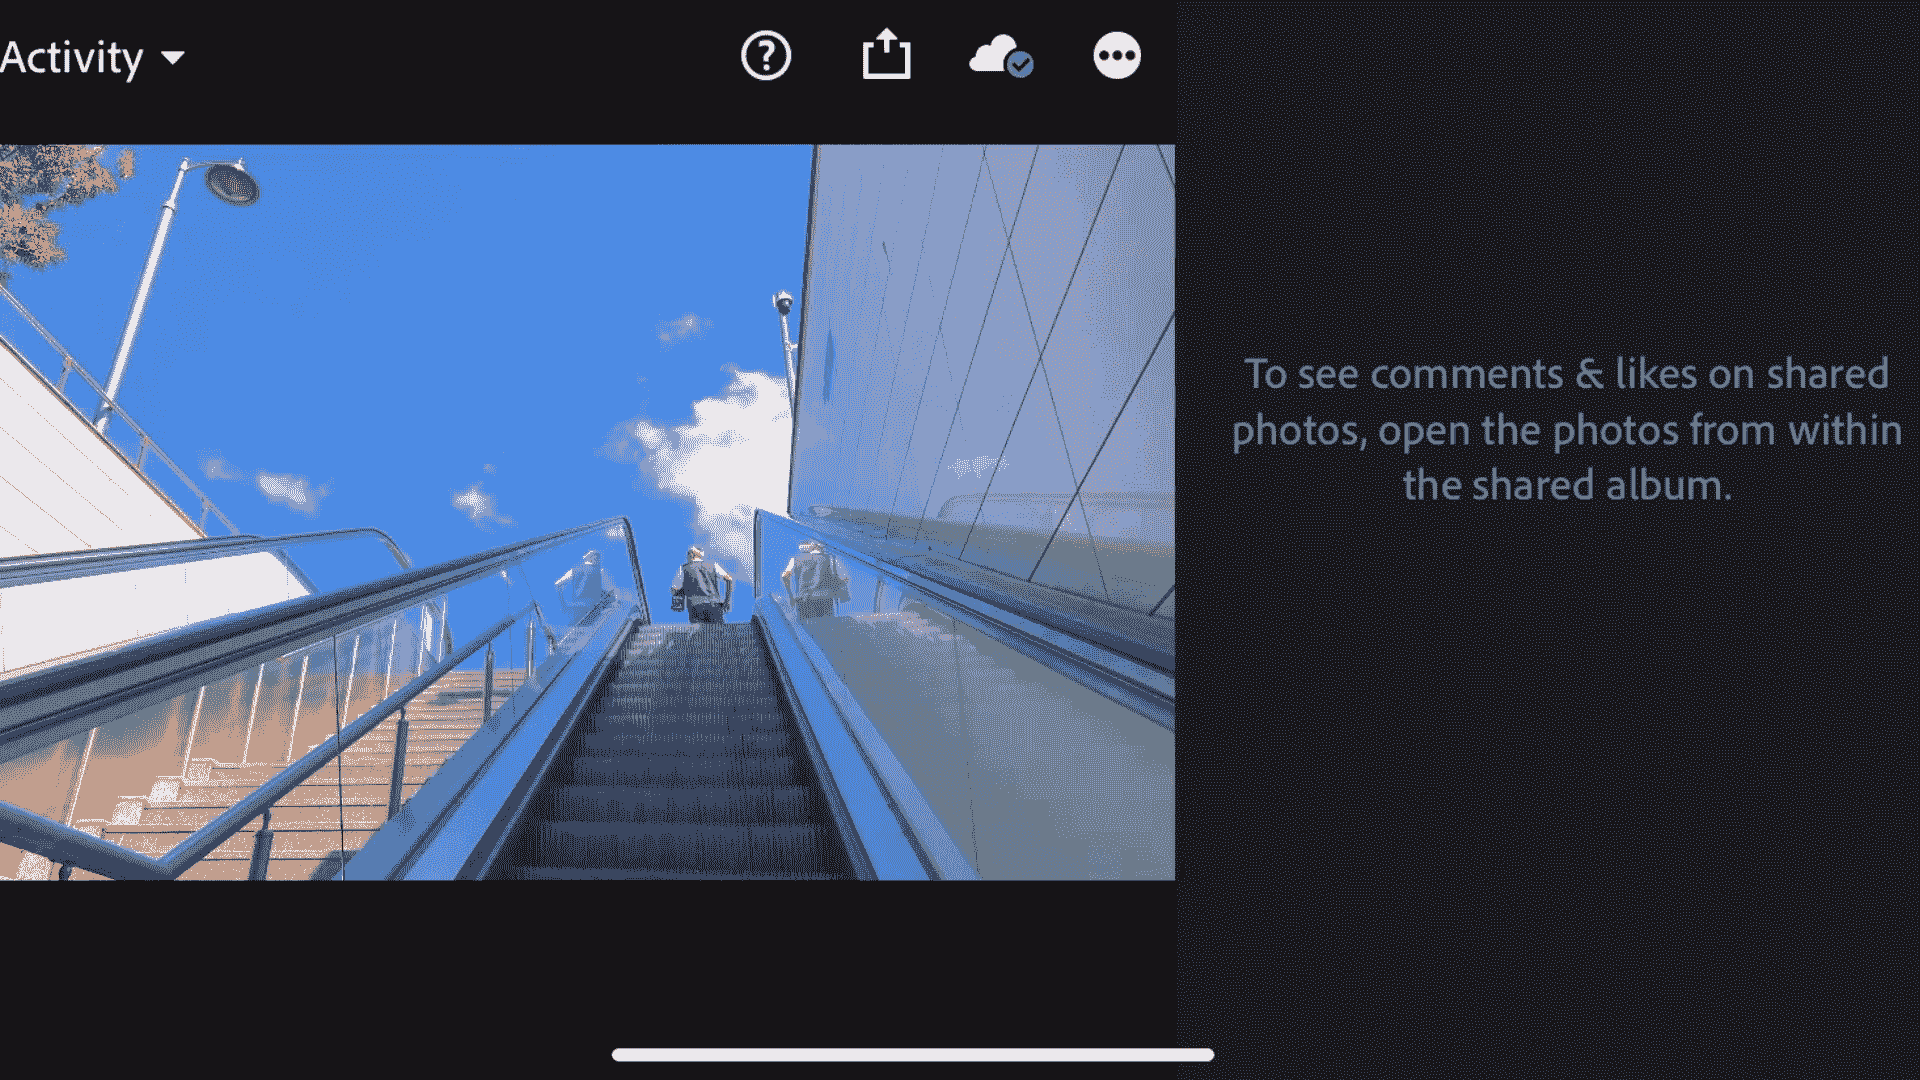 Activity
To see comments & likes on shared
photos, open the photos from within
the shared album.